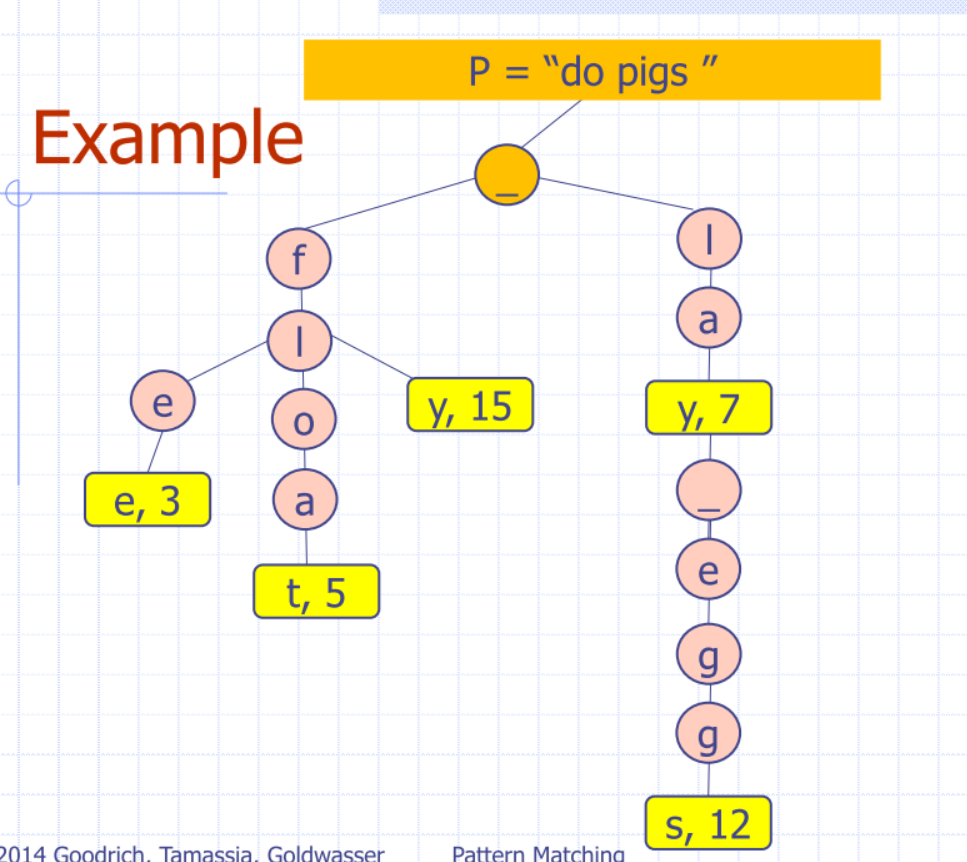 P = “do pigs ”
Example
_
f
l
l
a
e
o
y, 15
y, 7
e, 3
a
_
t, 5
e
g
g
s, 12
2014 Goodrich, Tamassia, Goldwasser
Pattern Matching